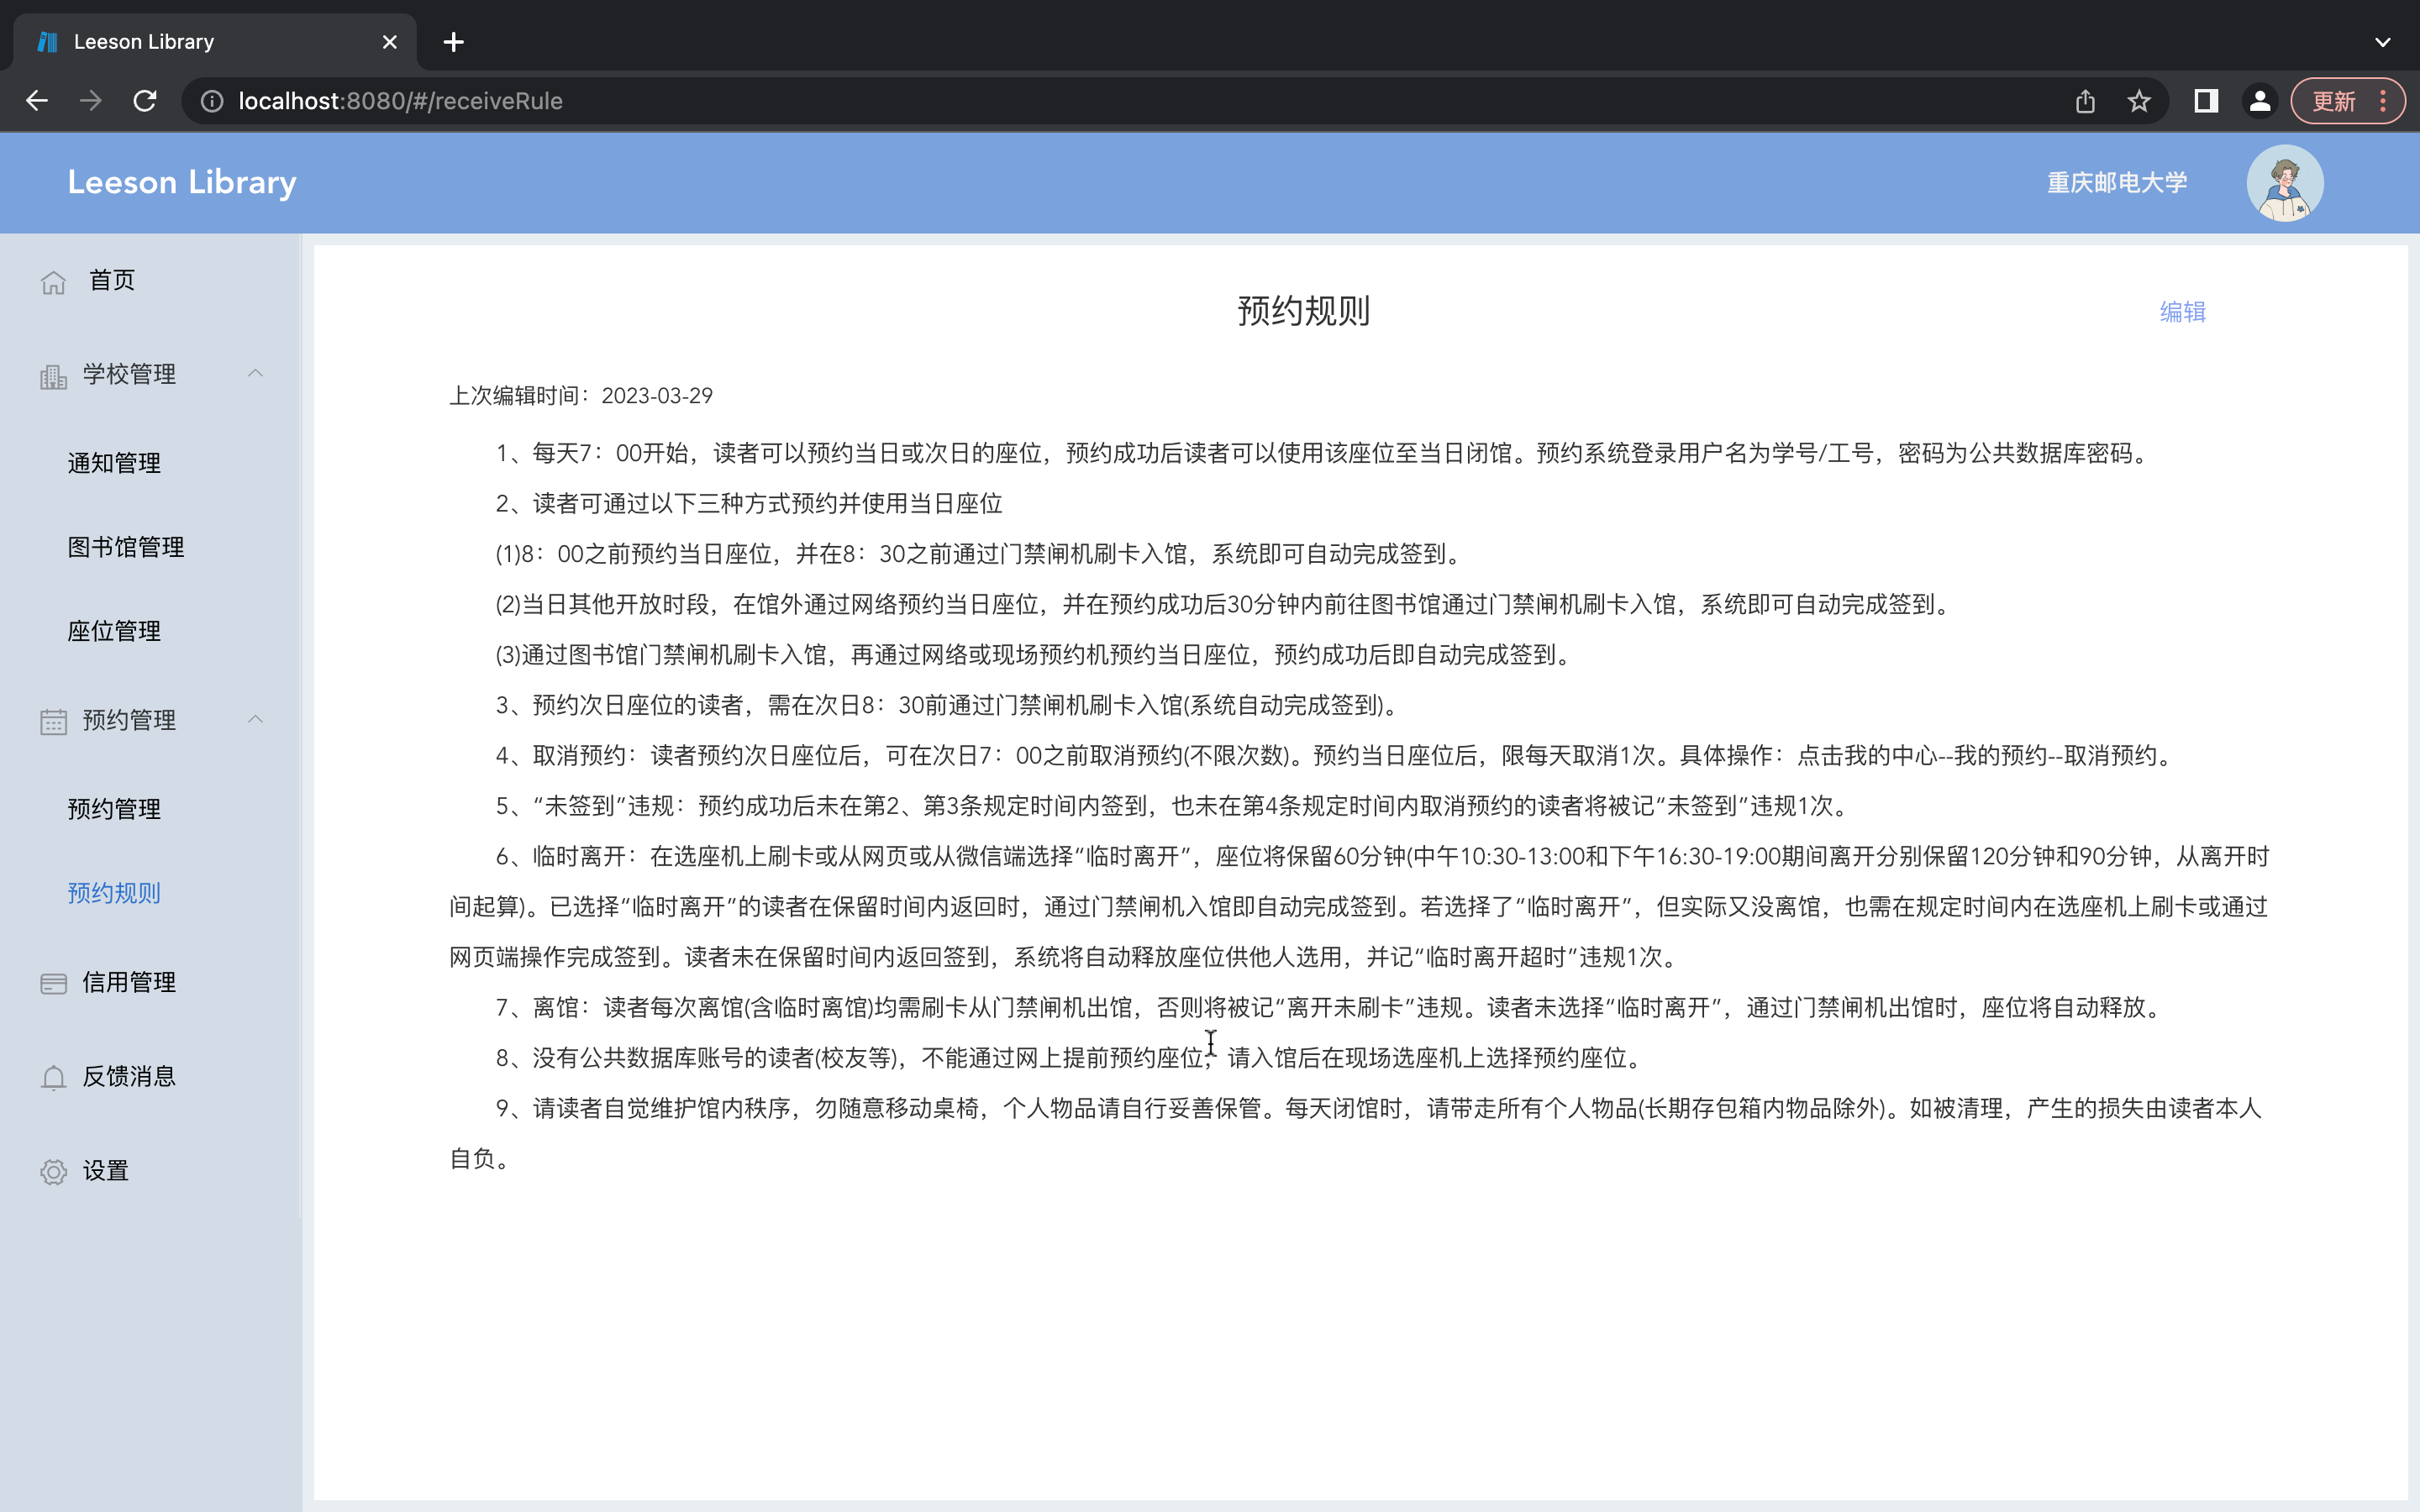 Leeson Library
localhost:8080/#/receiveRule
更新
Leeson Library
重庆邮电大学
首页
学校管理
通知管理
图书馆管理
座位管理
预约管理
预约管理
预约规则
信用管理
反馈消息
设置
预约规则
编辑
上次编辑时间：2023-03-29
1、每天7：00开始，读者可以预约当日或次日的座位，预约成功后读者可以使用该座位至当日闭馆。预约系统登录用户名为学号/工号，密码为公共数据库密码。
2、读者可通过以下三种方式预约并使用当日座位
(1)8：00之前预约当日座位，并在8：30之前通过门禁闸机刷卡入馆，系统即可自动完成签到。
(2)当日其他开放时段，在馆外通过网络预约当日座位，并在预约成功后30分钟内前往图书馆通过门禁闸机刷卡入馆，系统即可自动完成签到。
(3)通过图书馆门禁闸机刷卡入馆，再通过网络或现场预约机预约当日座位，预约成功后即自动完成签到。
3、预约次日座位的读者，需在次日8：30前通过门禁闸机刷卡入馆(系统自动完成签到)。
4、取消预约：读者预约次日座位后，可在次日7：00之前取消预约(不限次数)。预约当日座位后，限每天取消1次。具体操作：点击我的中心--我的预约--取消预约。
5、“未签到”违规：预约成功后未在第2、第3条规定时间内签到，也未在第4条规定时间内取消预约的读者将被记“未签到”违规1次。
6、临时离开：在选座机上刷卡或从网页或从微信端选择“临时离开”，座位将保留60分钟(中午10:30-13:00和下午16:30-19:00期间离开分别保留120分钟和90分钟，从离开时
间起算)。已选择“临时离开”的读者在保留时间内返回时，通过门禁闸机入馆即自动完成签到。若选择了“临时离开”，但实际又没离馆，也需在规定时间内在选座机上刷卡或通过
网页端操作完成签到。读者未在保留时间内返回签到，系统将自动释放座位供他人选用，并记“临时离开超时”违规1次。
7、离馆：读者每次离馆(含临时离馆)均需刷卡从门禁闸机出馆，否则将被记“离开未刷卡”违规。读者未选择“临时离开”，通过门禁闸机出馆时，座位将自动释放。
8、没有公共数据库账号的读者(校友等)，不能通过网上提前预约座位；请入馆后在现场选座机上选择预约座位。
9、请读者自觉维护馆内秩序，勿随意移动桌椅，个人物品请自行妥善保管。每天闭馆时，请带走所有个人物品(长期存包箱内物品除外)。如被清理，产生的损失由读者本人
自负。